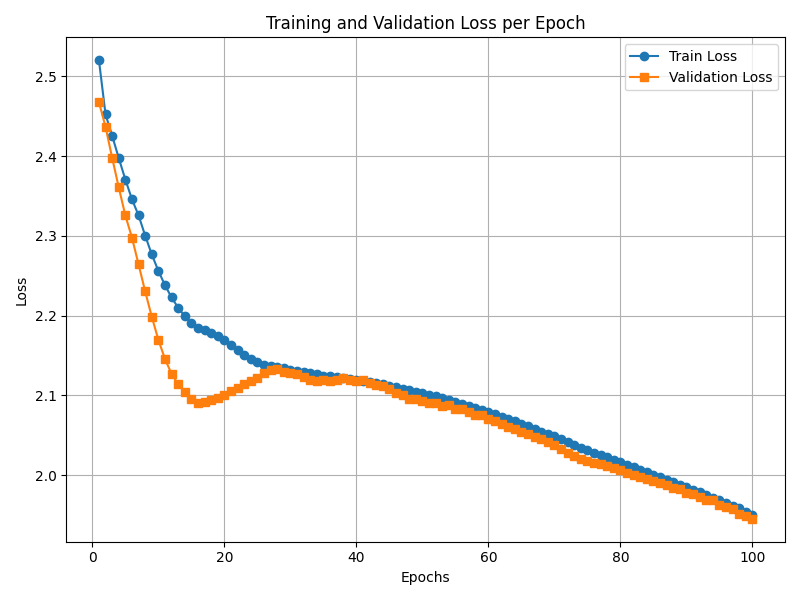 Training and Validation Loss per Epoch
Train Loss
Validation Loss
2.5
2.4
2.3
2.2
2.1
2.0
Loss
0 20 40 60 80 100
Epochs